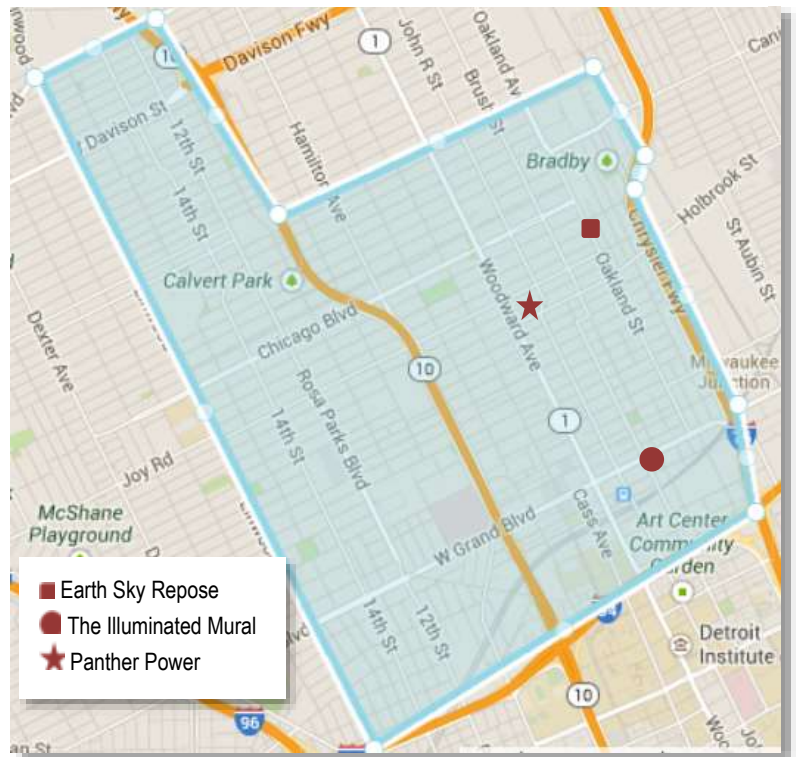 Davison Fwy
1
John R St
Oakland Av
Brush St
10
Davison St
12th St
Hamilton Ave
14th St
Bradby
Holbrook St
St Aubin St
Chrysler Fwy
Oakland St
Calvert Park
Woodward Ave
Chicago Blvd
Dexter Ave
10
Rosa Parks Blvd
14th St
1
Joy Rd
McShane
Playground
W Grand Blvd
Cass Ave
Art Center
Community
Garden
Detroit
Institute
14th St
12th St
10
96
Earth Sky Repose
The Illuminated Mural
Panther Power